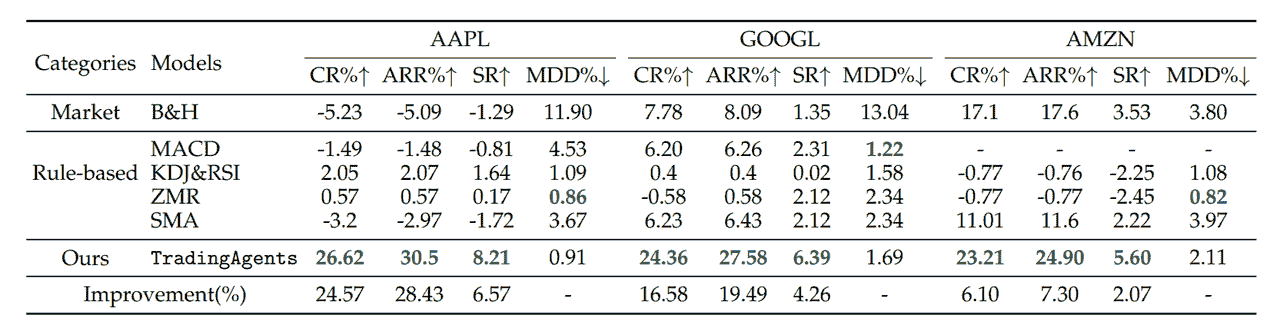 AAPL GOOGL AMZN
Categories Models CR%↑ ARR%↑ SR↑ MDD%↓ CR%↑ ARR%↑ SR↑ MDD%↓ CR%↑ ARR%↑ SR↑ MDD%↓
Market B&H -5.23 -5.09 -1.29 11.90 7.78 8.09 1.35 13.04 17.1 17.6 3.53 3.80
MACD -1.49 -1.48 -0.81 4.53 6.20 6.26 2.31 1.22 - - - -
Rule-based KDJ&RSI 2.05 2.07 1.64 1.09 0.4 0.4 0.02 1.58 -0.77 -0.76 -2.25 1.08
ZMR 0.57 0.57 0.17 0.86 -0.58 0.58 2.12 2.34 -0.77 -0.77 -2.45 0.82
SMA -3.2 -2.97 -1.72 3.67 6.23 6.43 2.12 2.34 11.01 11.6 2.22 3.97
Ours TradingAgents 26.62 30.5 8.21 0.91 24.36 27.58 6.39 1.69 23.21 24.90 5.60 2.11
Improvement(%) 24.57 28.43 6.57 - 16.58 19.49 4.26 - 6.10 7.30 2.07 -